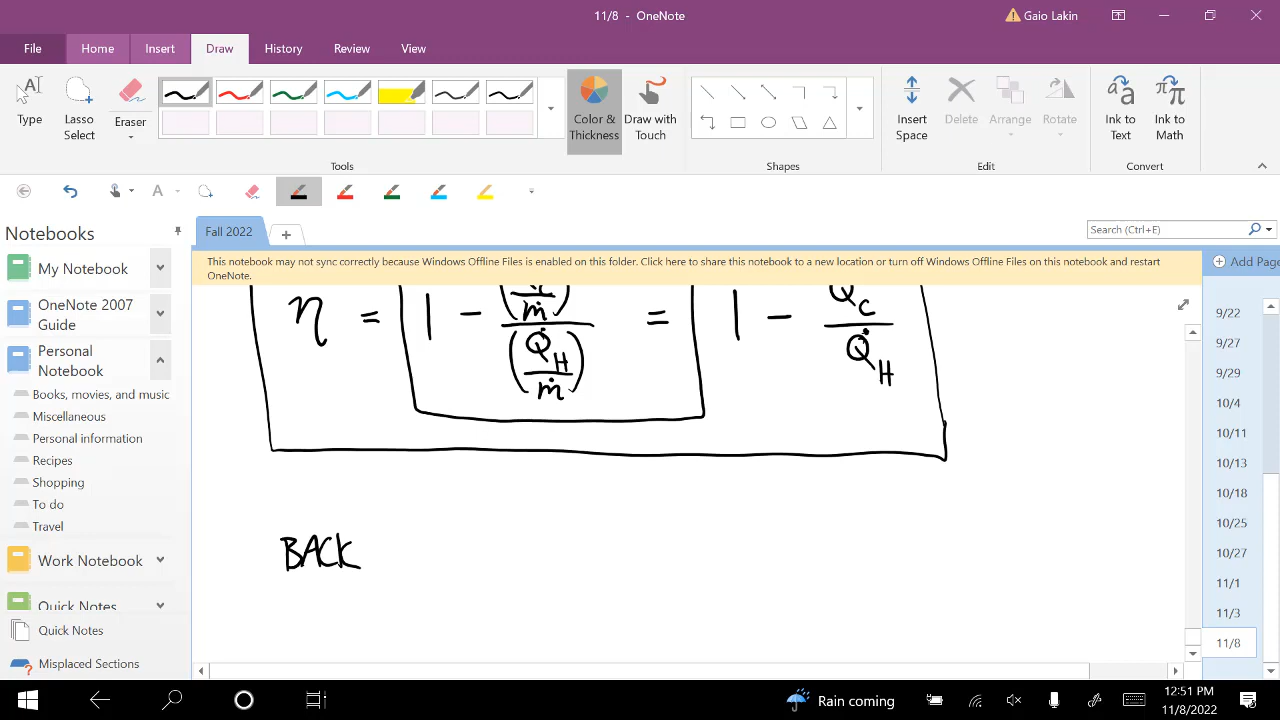 11/8 - OneNote
Gaio Lakin
File Home Insert Draw History Review View
Type
Lasso Select
Eraser
Color & Thickness
Draw with Touch
Insert Space
Delete
Arrange
Rotate
Ink to Text
Ink to Math
Tools
Shapes
Edit
Convert
Notebooks
Fall 2022
Search (Ctrl+E)
This notebook may not sync correctly because Windows Offline Files is enabled on this folder. Click here to share this notebook to a new location or turn off Windows Offline Files on this notebook and restart
OneNote.
Add Page
My Notebook
OneNote 2007
Guide
Personal
Notebook
Books, movies, and music
Miscellaneous
Personal information
Recipes
Shopping
To do
Travel
Work Notebook
Quick Notes
Quick Notes
Misplaced Sections
η = 1 - (/ṁ)/(Q̇_H/ṁ) = 1 - Q_C/Q̇_H
BACK
9/22
9/27
9/29
10/4
10/11
10/13
10/18
10/25
10/27
11/1
11/3
11/8
Rain coming
12:51 PM
11/8/2022